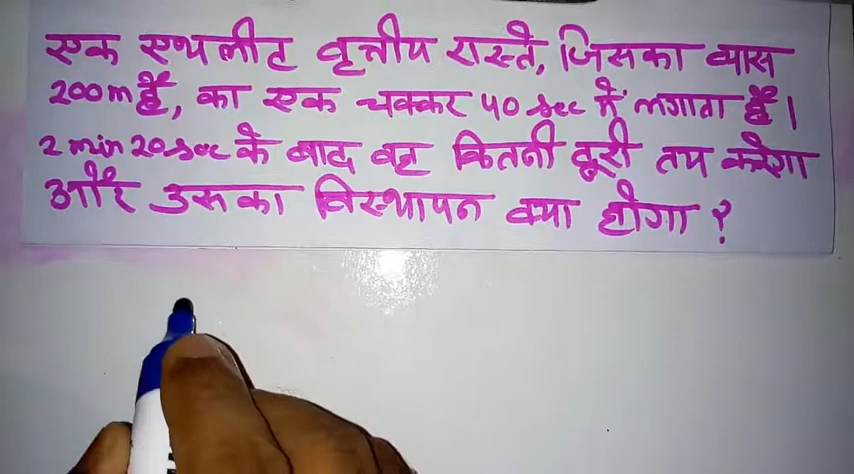 एक एथलीट वृत्तीय रास्ते, जिसका व्यास
200m हैं, का एक चक्कर 40 sec में लगाता हैं।
2 min 20 sec के बाद वह कितनी दूरी तय करेगा
और उसका विस्थापन क्या होगा ?